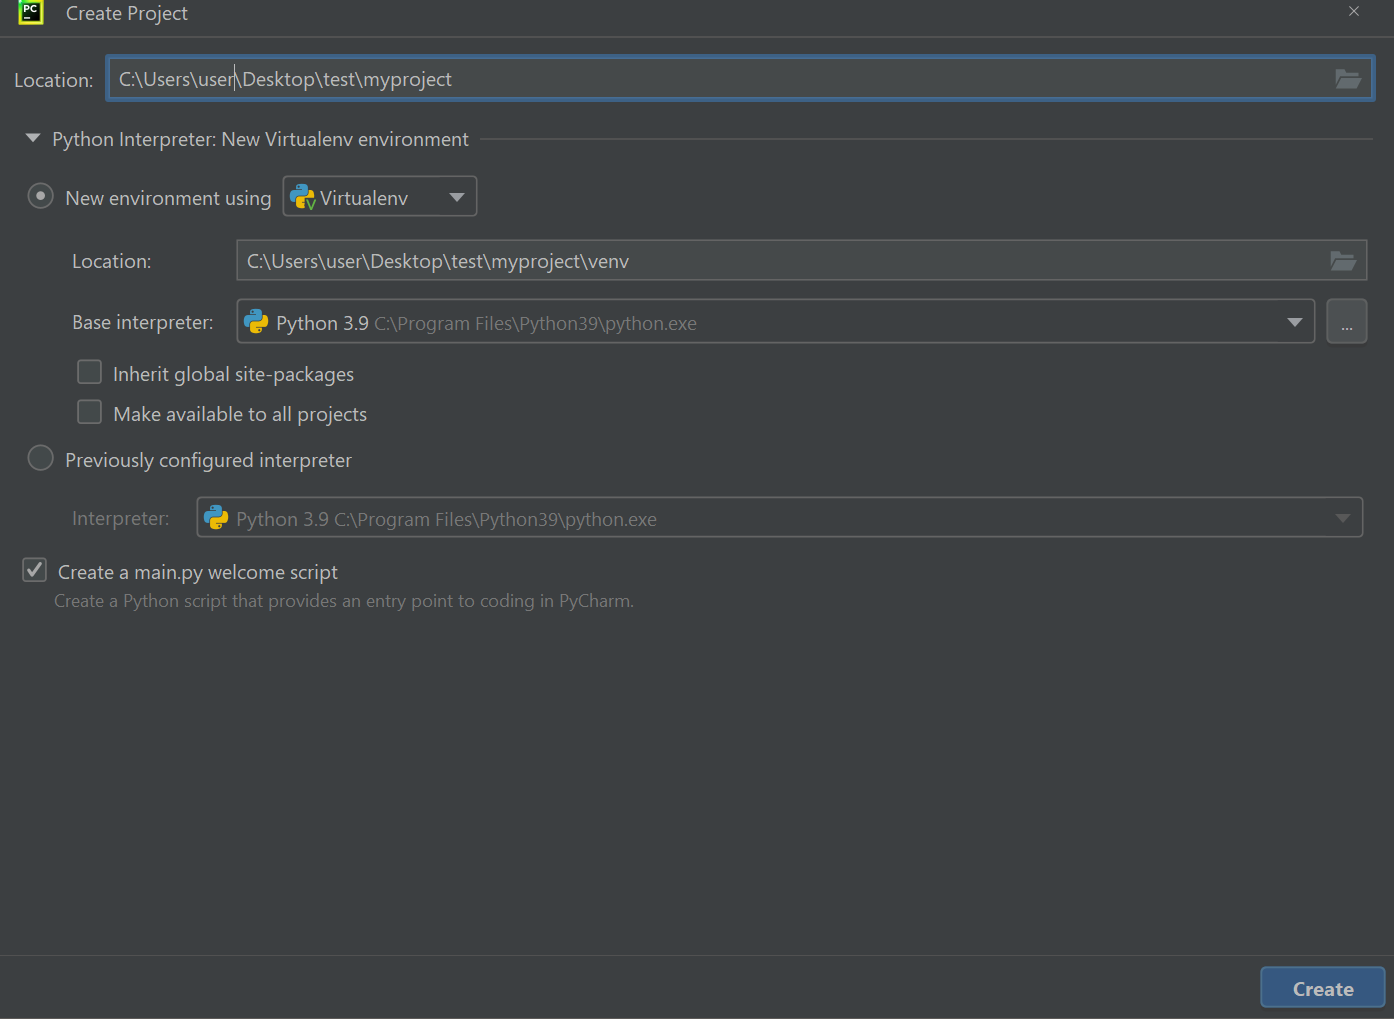 PC
Create Project
Location: C:\Users\user\Desktop\test\myproject
Python Interpreter: New Virtualenv environment
New environment using Virtualenv
Location: C:\Users\user\Desktop\test\myproject\venv
Base interpreter: Python 3.9 C:\Program Files\Python39\python.exe ...
Inherit global site-packages
Make available to all projects
Previously configured interpreter
Interpreter: Python 3.9 C:\Program Files\Python39\python.exe
Create a main.py welcome script
Create a Python script that provides an entry point to coding in PyCharm.
Create